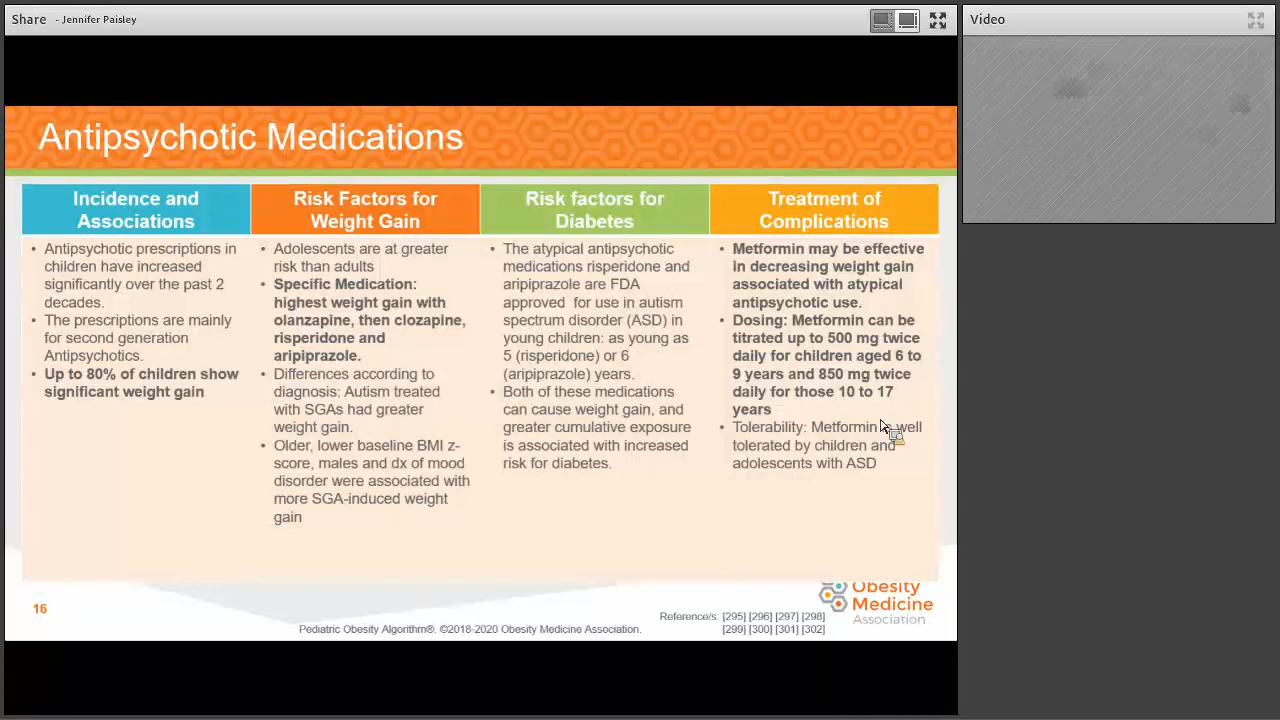 Share - Jennifer Paisley
Video
Antipsychotic Medications
Incidence and
Associations
• Antipsychotic prescriptions in
children have increased
significantly over the past 2
decades.
• The prescriptions are mainly
for second generation
Antipsychotics.
• Up to 80% of children show
significant weight gain
Risk Factors for
Weight Gain
• Adolescents are at greater
risk than adults
• Specific Medication:
highest weight gain with
olanzapine, then clozapine,
risperidone and
aripiprazole.
• Differences according to
diagnosis: Autism treated
with SGAs had greater
weight gain.
• Older, lower baseline BMI z-
score, males and dx of mood
disorder were associated with
more SGA-induced weight
gain
Risk factors for
Diabetes
• The atypical antipsychotic
medications risperidone and
aripiprazole are FDA
approved for use in autism
spectrum disorder (ASD) in
young children: as young as
5 (risperidone) or 6
(aripiprazole) years.
• Both of these medications
can cause weight gain, and
greater cumulative exposure
is associated with increased
risk for diabetes.
Treatment of
Complications
• Metformin may be effective
in decreasing weight gain
associated with atypical
antipsychotic use.
• Dosing: Metformin can be
titrated up to 500 mg twice
daily for children aged 6 to
9 years and 850 mg twice
daily for those 10 to 17
years
• Tolerability: Metformin well
tolerated by children and
adolescents with ASD
16
Pediatric Obesity Algorithm®. ©2018-2020 Obesity Medicine Association.
Reference/s: [295] [296] [297] [298]
[299] [300] [301] [302]
Obesity
Medicine
Association